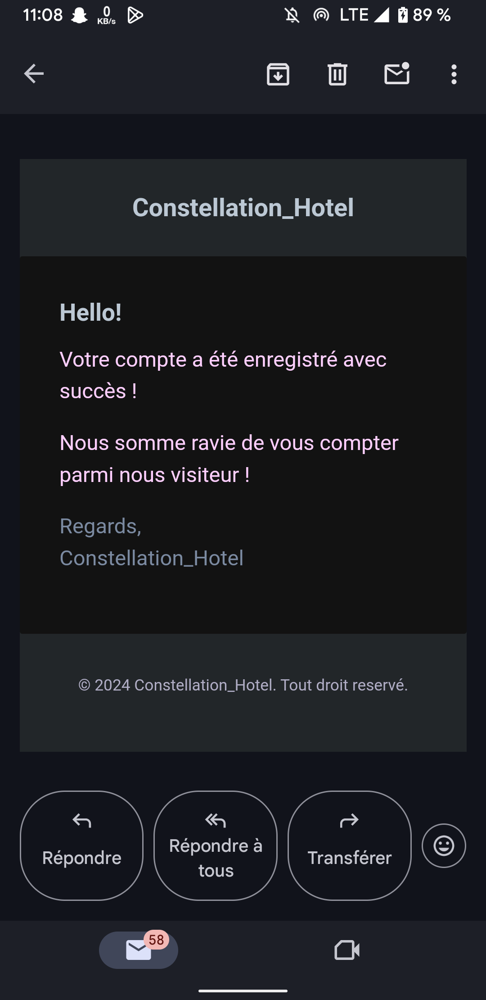 11:08 0 KB/s LTE 89 %
Constellation_Hotel
Hello!
Votre compte a été enregistré avec
succès !
Nous somme ravie de vous compter
parmi nous visiteur !
Regards,
Constellation_Hotel
© 2024 Constellation_Hotel. Tout droit reservé.
Répondre
Répondre à
tous
Transférer
58